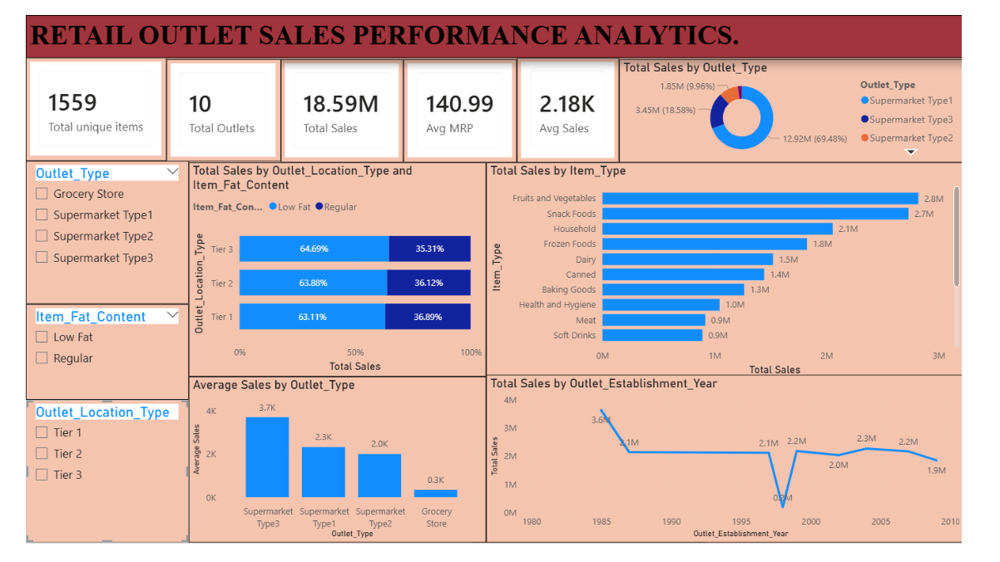 RETAIL OUTLET SALES PERFORMANCE ANALYTICS.
1559
Total unique items
10
Total Outlets
18.59M
Total Sales
140.99
Avg MRP
2.18K
Avg Sales
Total Sales by Outlet_Type
1.85M (9.96%)
3.45M (18.58%)
12.92M (69.48%)
Outlet_Type
Supermarket Type1
Supermarket Type3
Supermarket Type2
Outlet_Type
Grocery Store
Supermarket Type1
Supermarket Type2
Supermarket Type3
Item_Fat_Content
Low Fat
Regular
Outlet_Location_Type
Tier 1
Tier 2
Tier 3
Total Sales by Outlet_Location_Type and
Item_Fat_Content
Item_Fat_Con... Low Fat Regular
Outlet_Location_Type
Tier 3 64.69% 35.31%
Tier 2 63.88% 36.12%
Tier 1 63.11% 36.89%
0% 50% 100%
Total Sales
Total Sales by Item_Type
Item_Type
Fruits and Vegetables 2.8M
Snack Foods 2.7M
Household 2.1M
Frozen Foods 1.8M
Dairy 1.5M
Canned 1.4M
Baking Goods 1.3M
Health and Hygiene 1.0M
Meat 0.9M
Soft Drinks 0.9M
0M 1M 2M 3M
Total Sales
Average Sales by Outlet_Type
Average Sales
4K
2K
0K
3.7K
2.3K
2.0K
0.3K
Supermarket Supermarket Supermarket Grocery
Type3 Type1 Type2 Store
Outlet_Type
Total Sales by Outlet_Establishment_Year
Total Sales
4M
3M
2M
1M
0M
3.6M
2.1M
2.1M
0.2M
2.2M
2.0M
2.3M
2.2M
1.9M
1980 1985 1990 1995 2000 2005 2010
Outlet_Establishment_Year